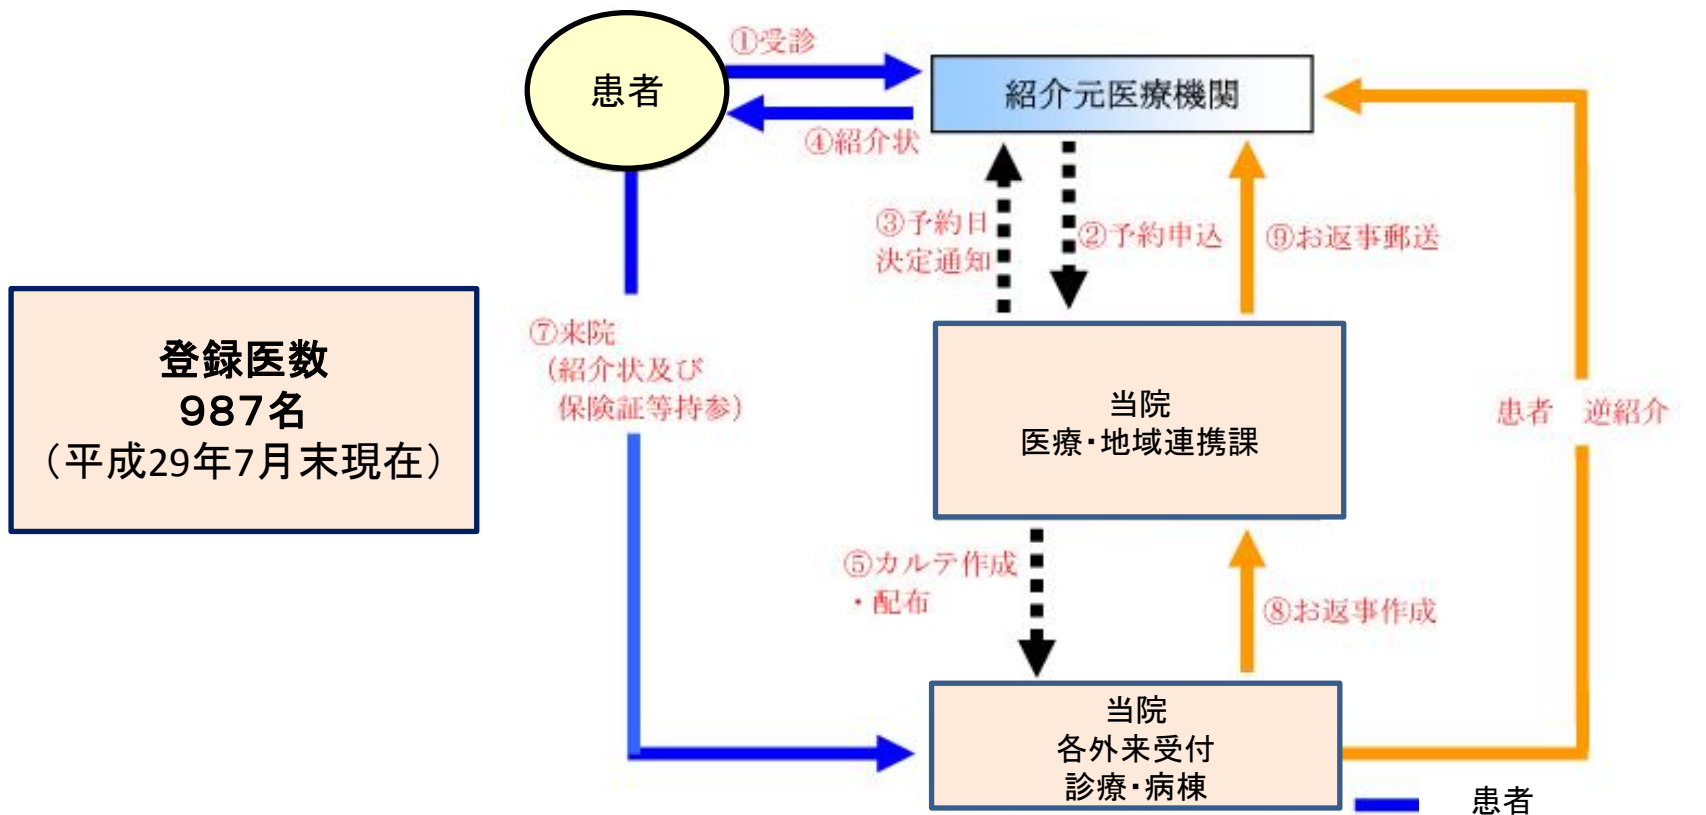 ①受診
患者
紹介元医療機関
④紹介状
③予約日
決定通知
②予約申込
⑨お返事郵送
登録医数
987名
（平成29年7月末現在）
⑦来院
（紹介状及び
保険証等持参）
当院
医療・地域連携課
患者　逆紹介
⑤カルテ作成
・配布
⑧お返事作成
当院
各外来受付
診療・病棟
患者